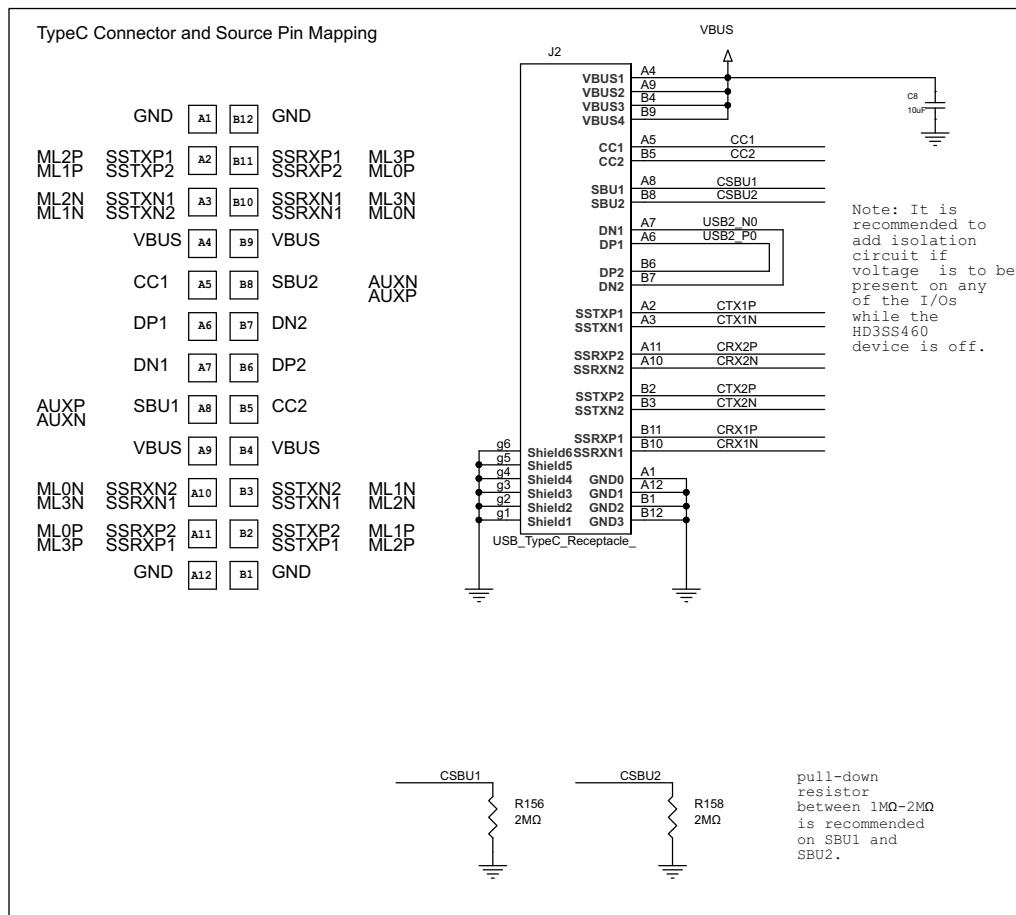 TypeC Connector and Source Pin Mapping
GND A1 B12 GND
ML2P SSTXP1 A2 B11 SSRXP1 ML3P
ML1P SSTXP2 SSRXP2 ML0P
ML2N SSTXN1 A3 B10 SSRXN1 ML3N
ML1N SSTXN2 SSRXN1 ML0N
VBUS A4 B9 VBUS
CC1 A5 B8 SBU2 AUXN
AUXP
DP1 A6 B7 DN2
DN1 A7 B6 DP2
AUXP SBU1 A8 B5 CC2
AUXN
VBUS A9 B4 VBUS
ML0N SSRXN2 A10 B3 SSTXN2 ML1N
ML3N SSRXN1 SSTXN1 ML2N
ML0P SSRXP2 A11 B2 SSTXP2 ML1P
ML3P SSRXP1 SSTXP1 ML2P
GND A12 B1 GND
J2
VBUS
VBUS1 A4
VBUS2 A9
VBUS3 B4
VBUS4 B9
C8
10uF
CC1 A5 CC1
CC2 B5 CC2
SBU1 A8 CSBU1
SBU2 B8 CSBU2
DN1 A7 USB2_N0
DP1 A6 USB2_P0
DP2 B6
DN2 B7
SSTXP1 A2 CTX1P
SSTXN1 A3 CTX1N
SSRXP2 A11 CRX2P
SSRXN2 A10 CRX2N
SSTXP2 B2 CTX2P
SSTXN2 B3 CTX2N
SSRXP1 B11 CRX1P
g6 Shield6 SSRXN1 B10 CRX1N
g5 Shield5
g4 Shield4 GND0 A1
g3 Shield3 GND1 A12
g2 Shield2 GND2 B1
g1 Shield1 GND3 B12
USB_TypeC_Receptacle_
Note: It is
recommended to
add isolation
circuit if
voltage is to be
present on any
of the I/Os
while the
HD3SS460
device is off.
CSBU1
R156
2MΩ
CSBU2
R158
2MΩ
pull-down
resistor
between 1MΩ-2MΩ
is recommended
on SBU1 and
SBU2.